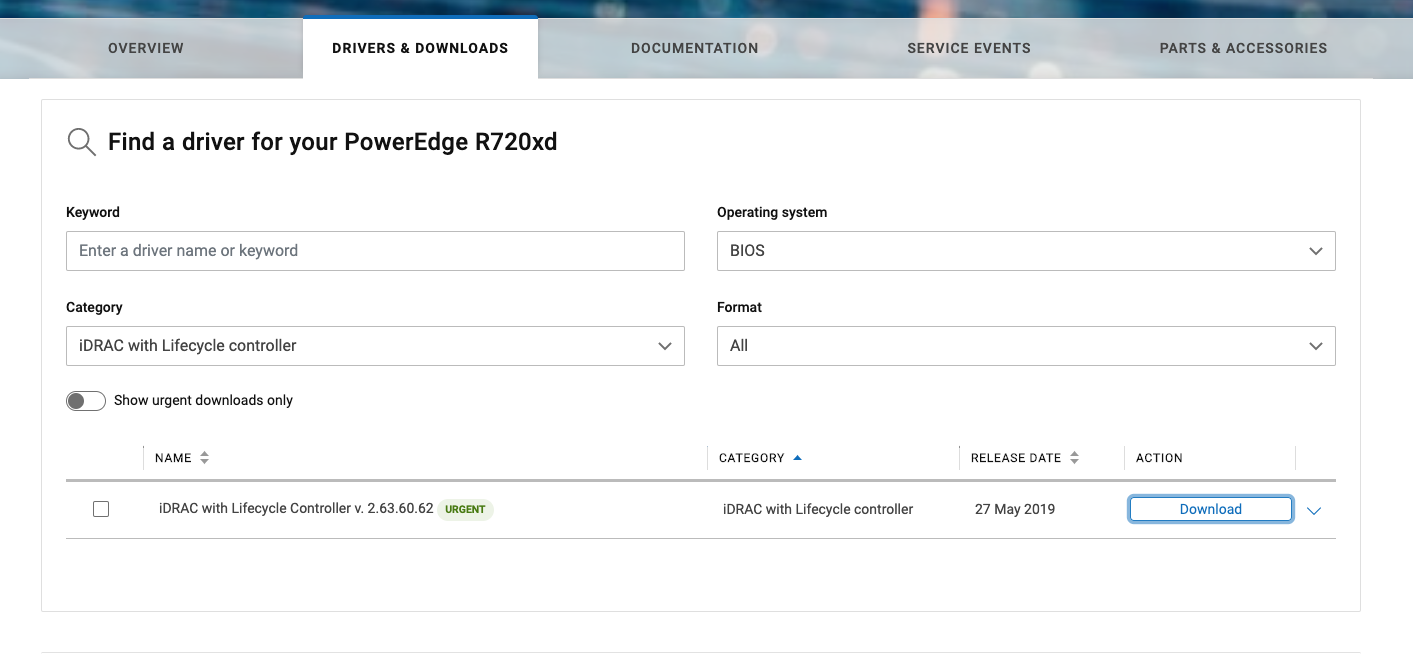 OVERVIEW
DRIVERS & DOWNLOADS
DOCUMENTATION
SERVICE EVENTS
PARTS & ACCESSORIES
Find a driver for your PowerEdge R720xd
Keyword
Enter a driver name or keyword
Operating system
BIOS
Category
iDRAC with Lifecycle controller
Format
All
Show urgent downloads only
NAME CATEGORY RELEASE DATE ACTION
iDRAC with Lifecycle Controller v. 2.63.60.62 URGENT iDRAC with Lifecycle controller 27 May 2019 Download